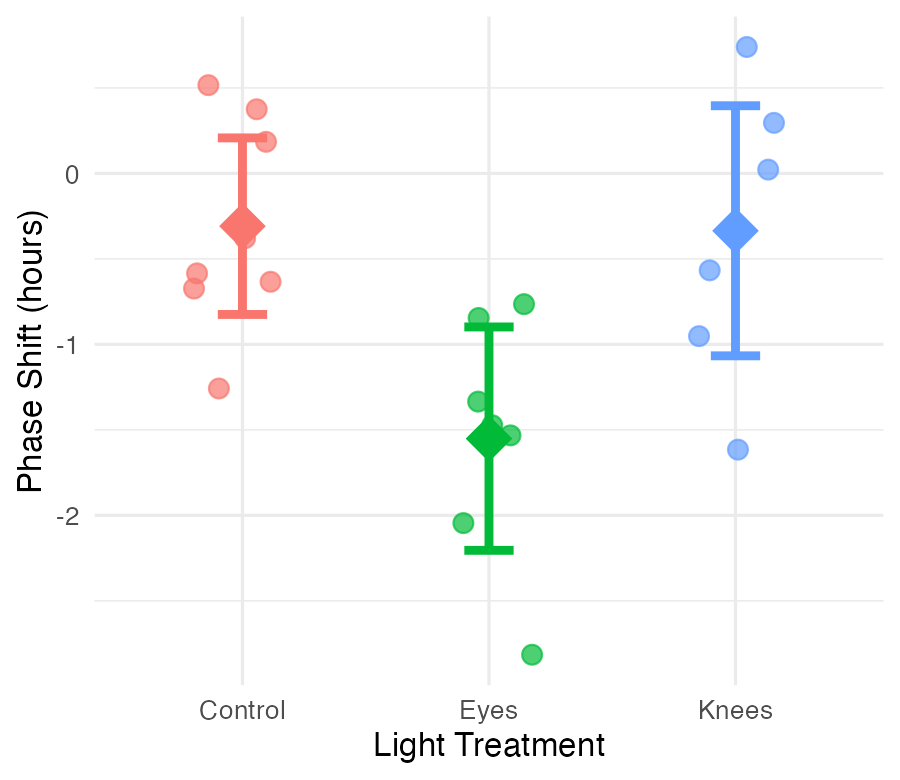 Phase Shift (hours)
0
-1
-2
Control
Eyes
Knees
Light Treatment